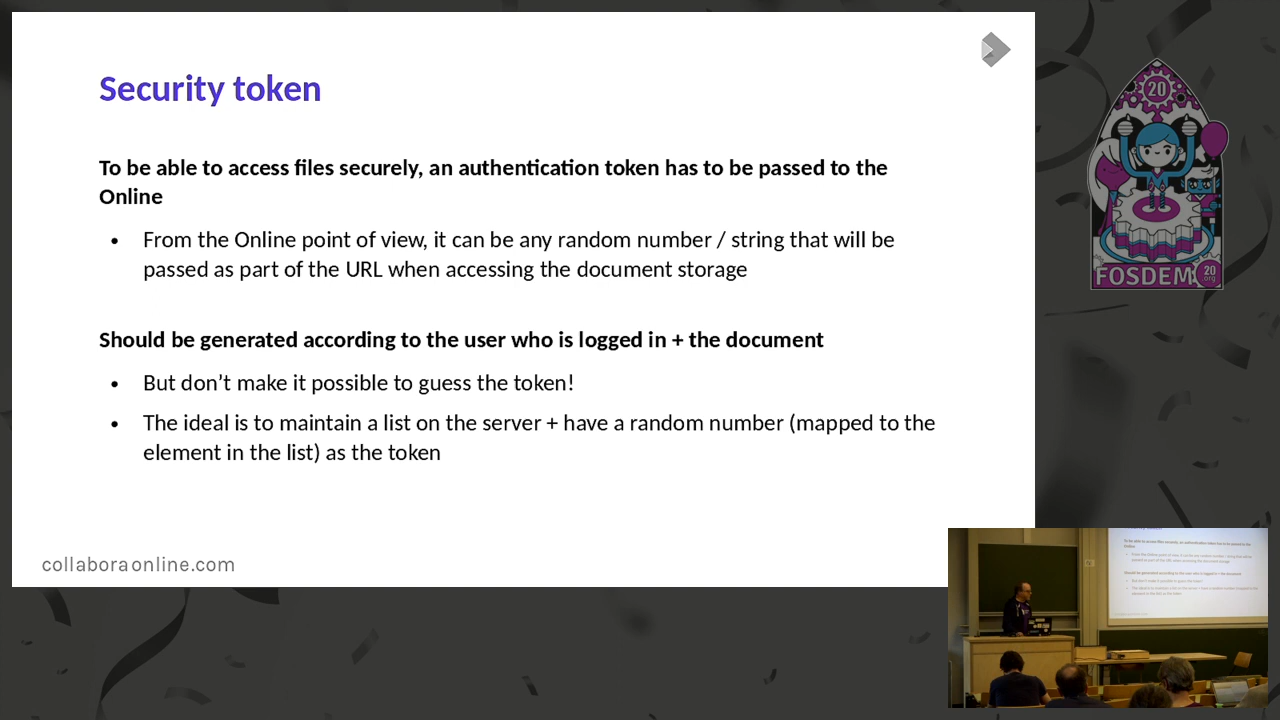 Security token
To be able to access files securely, an authentication token has to be passed to the
Online
• From the Online point of view, it can be any random number / string that will be
passed as part of the URL when accessing the document storage
Should be generated according to the user who is logged in + the document
• But don’t make it possible to guess the token!
• The ideal is to maintain a list on the server + have a random number (mapped to the
element in the list) as the token
collaboraonline.com
20
FOSDEM
20
.org